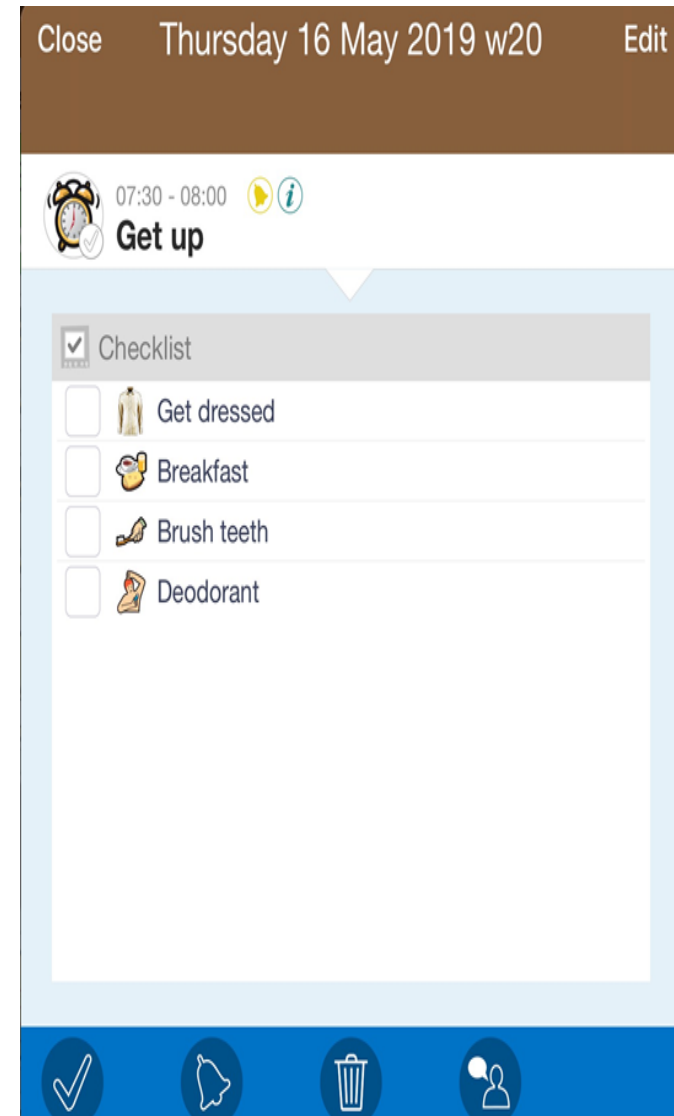 Close Thursday 16 May 2019 w20 Edit
07:30 - 08:00 i
Get up
Checklist
Get dressed
Breakfast
Brush teeth
Deodorant